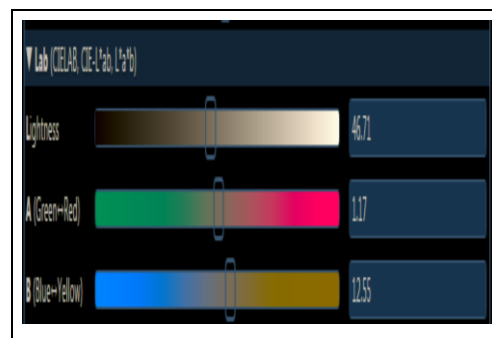 ▼ Lab (CIELAB, CIE-L*ab, L*a*b)
Lightness
46.71
A (Green↔Red)
1.17
B (Blue↔Yellow)
12.55